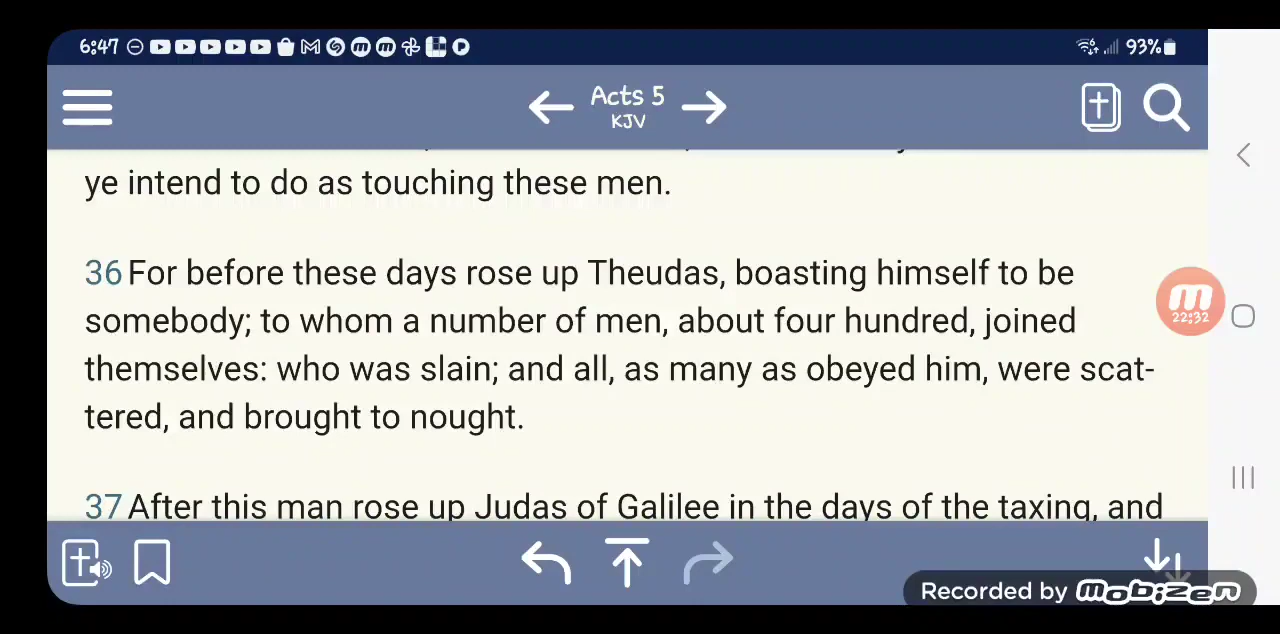 6:47 93%
Acts 5
KJV
ye intend to do as touching these men.
36 For before these days rose up Theudas, boasting himself to be
somebody; to whom a number of men, about four hundred, joined
themselves: who was slain; and all, as many as obeyed him, were scat-
tered, and brought to nought.
22:32
37 After this man rose up Judas of Galilee in the days of the taxing, and
Recorded by Mobizen